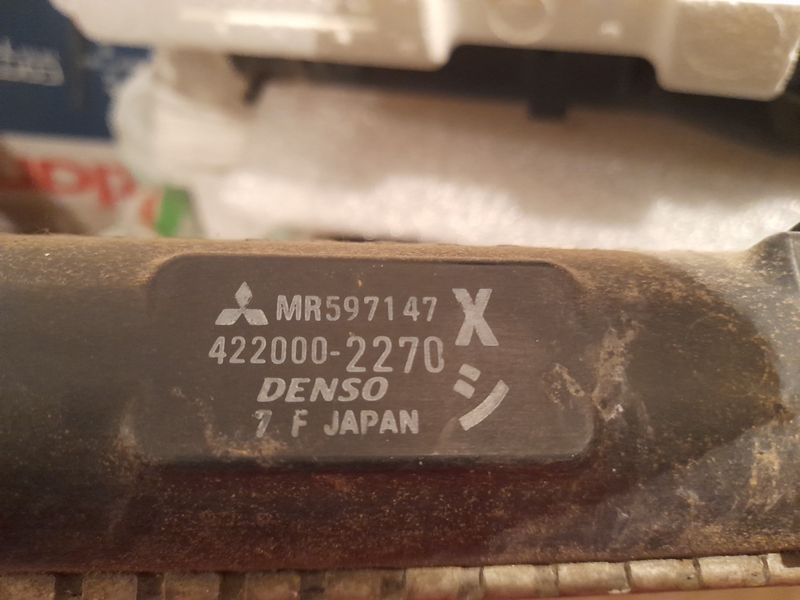 MR597147 X
422000-2270
シ
DENSO
7 F JAPAN